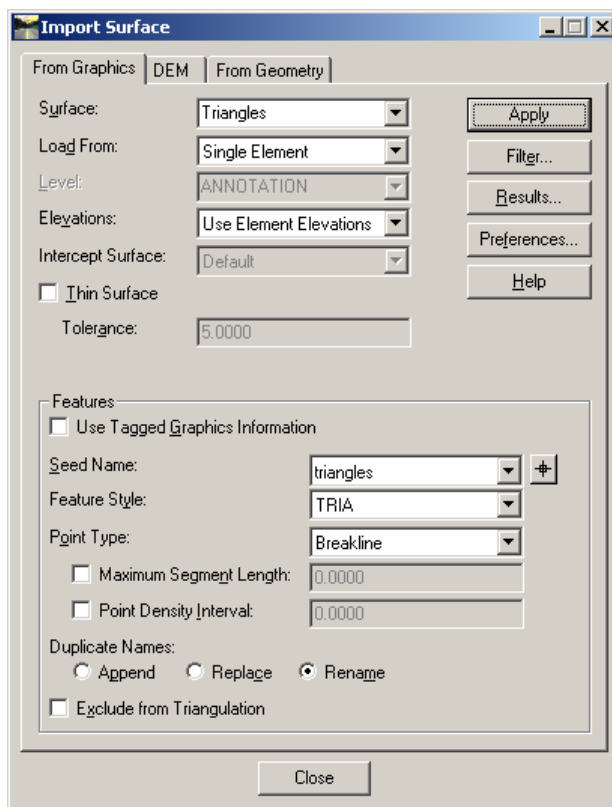 Import Surface
From Graphics DEM From Geometry
Surface: Triangles Apply
Load From: Single Element Filter...
Level: ANNOTATION Results...
Elevations: Use Element Elevations Preferences...
Intercept Surface: Default Help
Thin Surface
Tolerance: 5.0000
Features
Use Tagged Graphics Information
Seed Name: triangles
Feature Style: TRIA
Point Type: Breakline
Maximum Segment Length: 0.0000
Point Density Interval: 0.0000
Duplicate Names:
Append Replace Rename
Exclude from Triangulation
Close